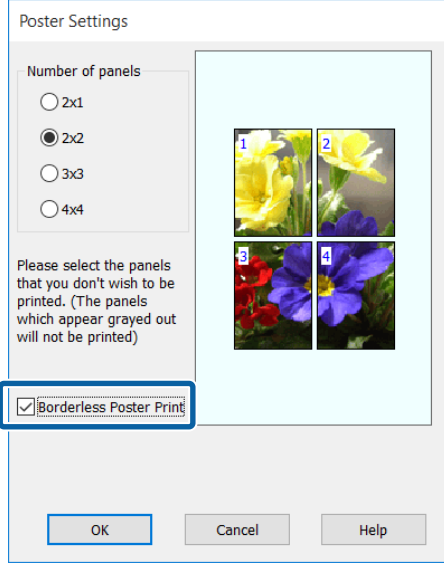 Poster Settings
Number of panels
2x1
2x2
3x3
4x4
1
2
3
4
Please select the panels
that you don't wish to be
printed. (The panels
which appear grayed out
will not be printed)
Borderless Poster Print
OK
Cancel
Help